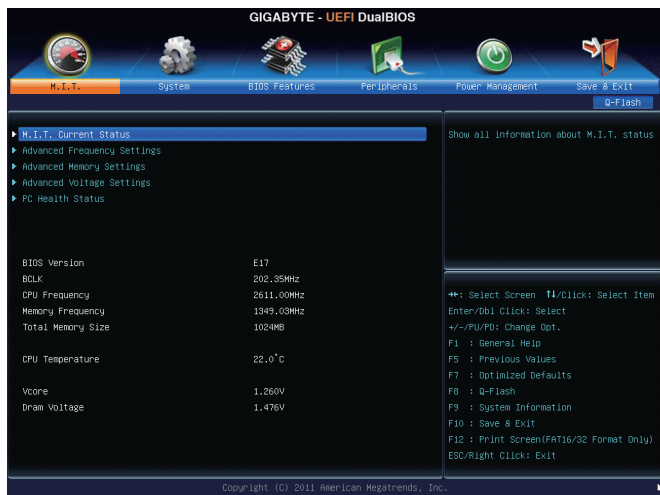 GIGABYTE - UEFI DualBIOS
M.I.T. System BIOS Features Peripherals Power Management Save & Exit
Q-Flash
M.I.T. Current Status
Advanced Frequency Settings
Advanced Memory Settings
Advanced Voltage Settings
PC Health Status
BIOS Version E17
BCLK 202.35MHz
CPU Frequency 2611.00MHz
Memory Frequency 1349.03MHz
Total Memory Size 1024MB
CPU Temperature 22.0°C
Vcore 1.260V
Dram Voltage 1.476V
Show all information about M.I.T. status
→←: Select Screen ↑↓/Click: Select Item
Enter/Dbl Click: Select
+/-/PU/PD: Change Opt.
F1 : General Help
F5 : Previous Values
F7 : Optimized Defaults
F8 : Q-Flash
F9 : System Information
F10 : Save & Exit
F12 : Print Screen(FAT16/32 Format Only)
ESC/Right Click: Exit
Copyright (C) 2011 American Megatrends, Inc.